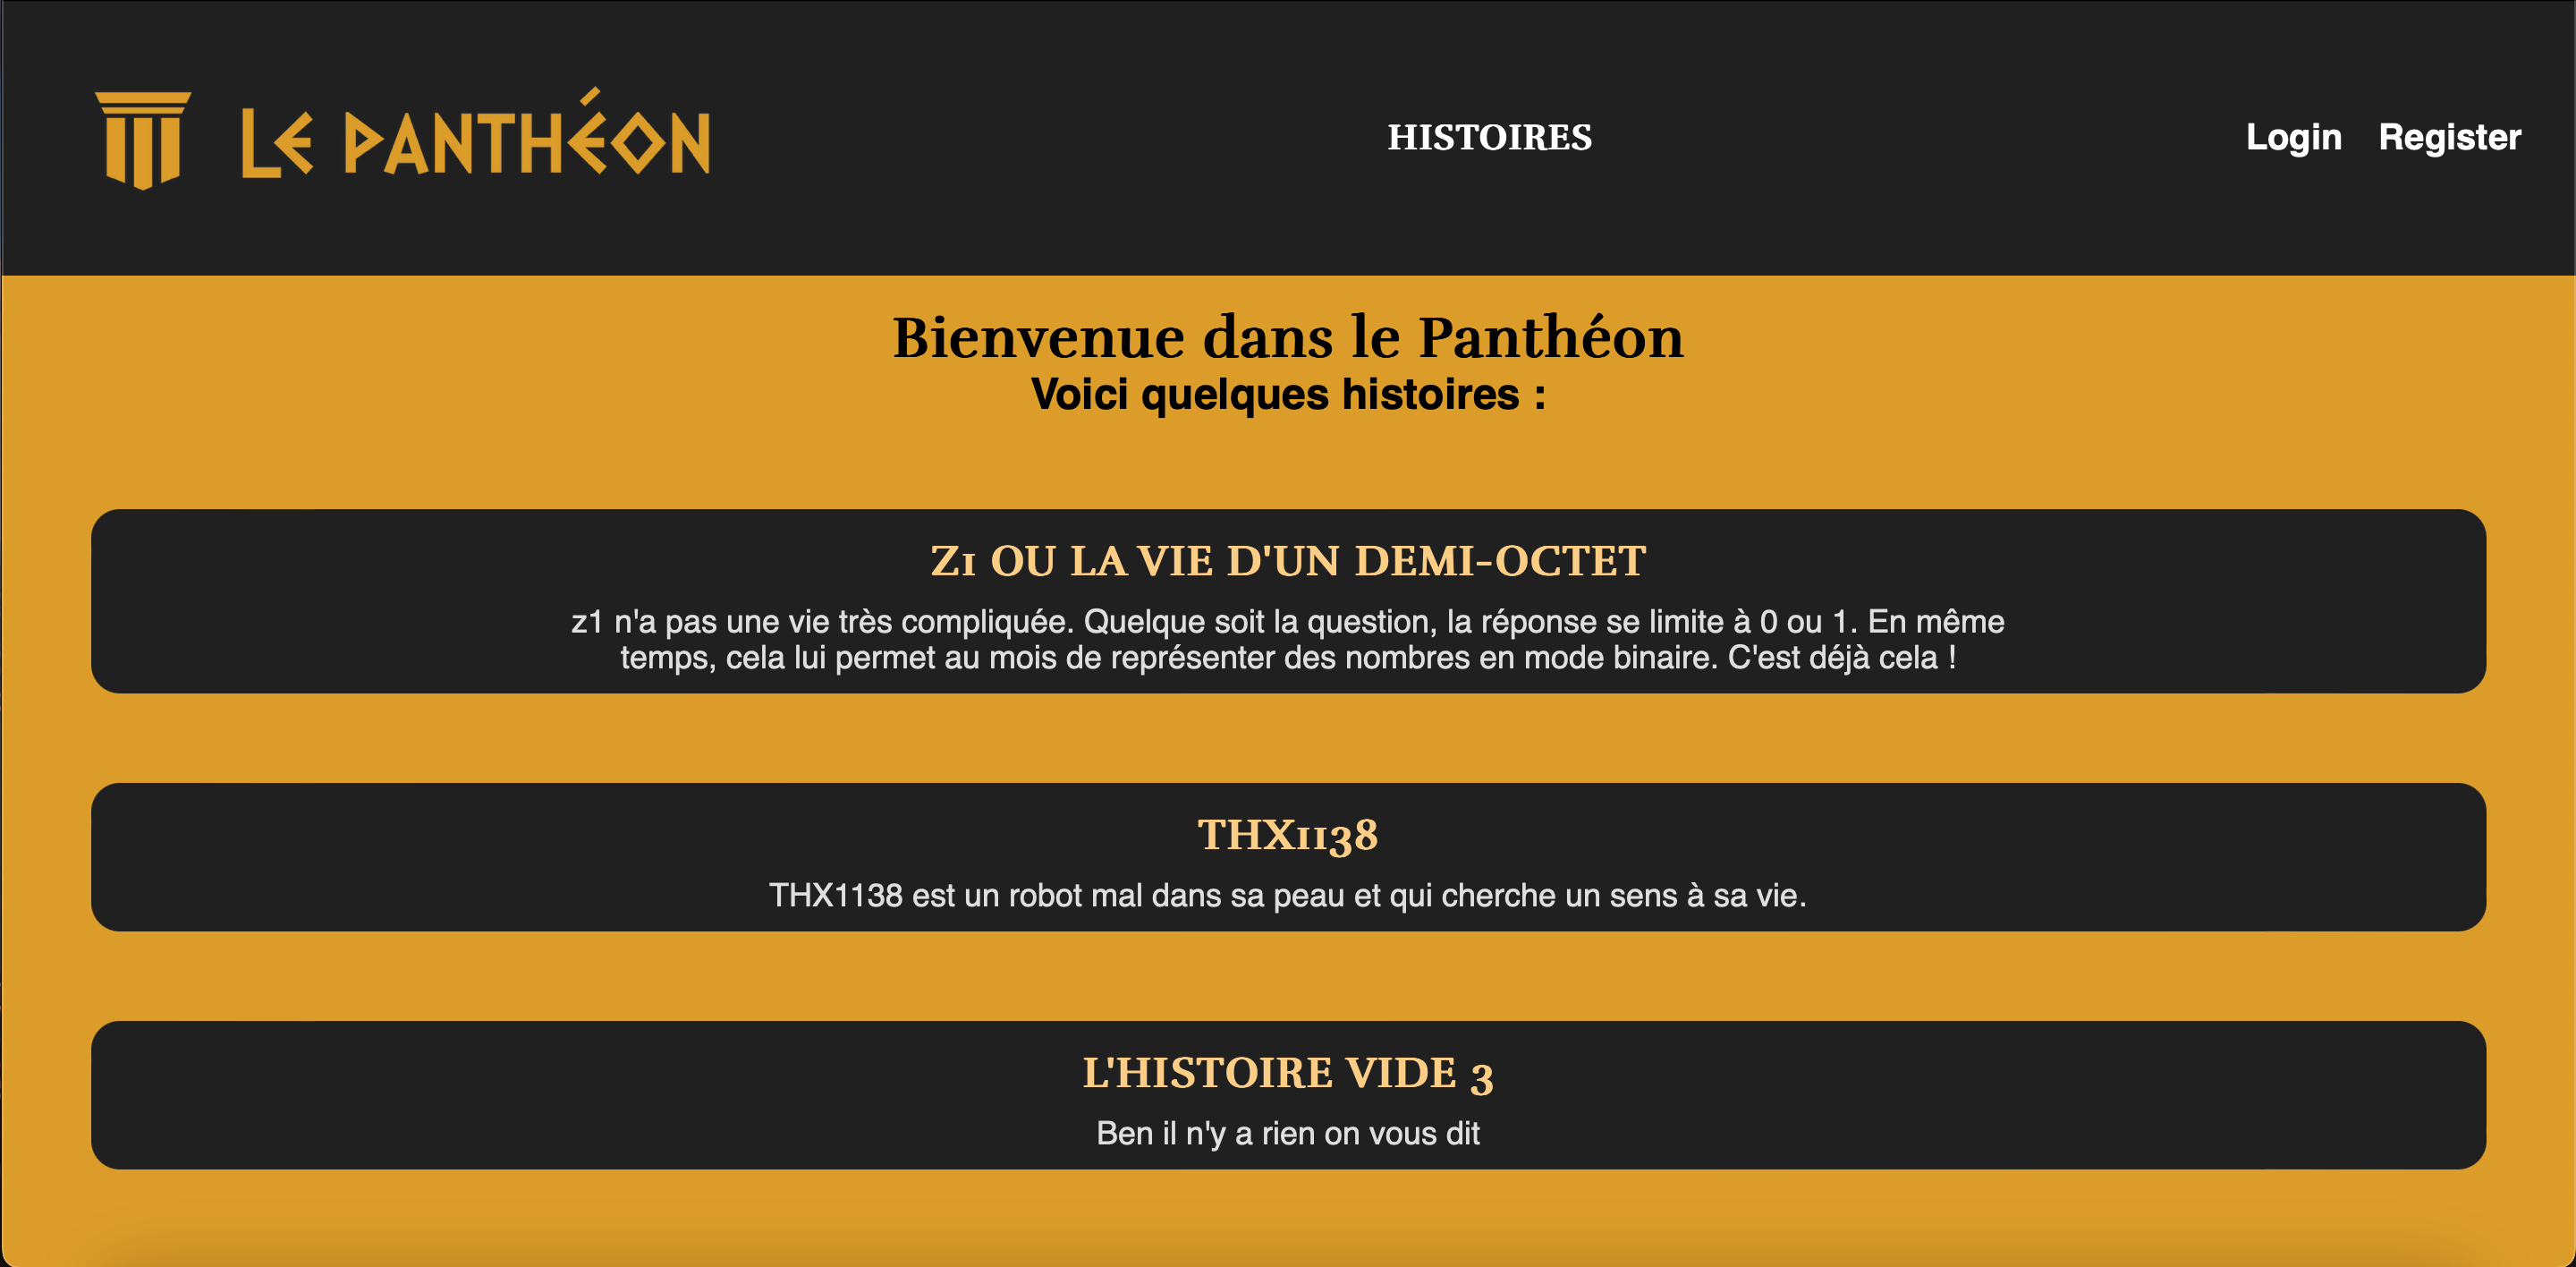 LE PANTHÉON
HISTOIRES
Login Register
Bienvenue dans le Panthéon
Voici quelques histoires :
Z1 OU LA VIE D'UN DEMI-OCTET
z1 n'a pas une vie très compliquée. Quelque soit la question, la réponse se limite à 0 ou 1. En même
temps, cela lui permet au mois de représenter des nombres en mode binaire. C'est déjà cela !
THX1138
THX1138 est un robot mal dans sa peau et qui cherche un sens à sa vie.
L'HISTOIRE VIDE 3
Ben il n'y a rien on vous dit